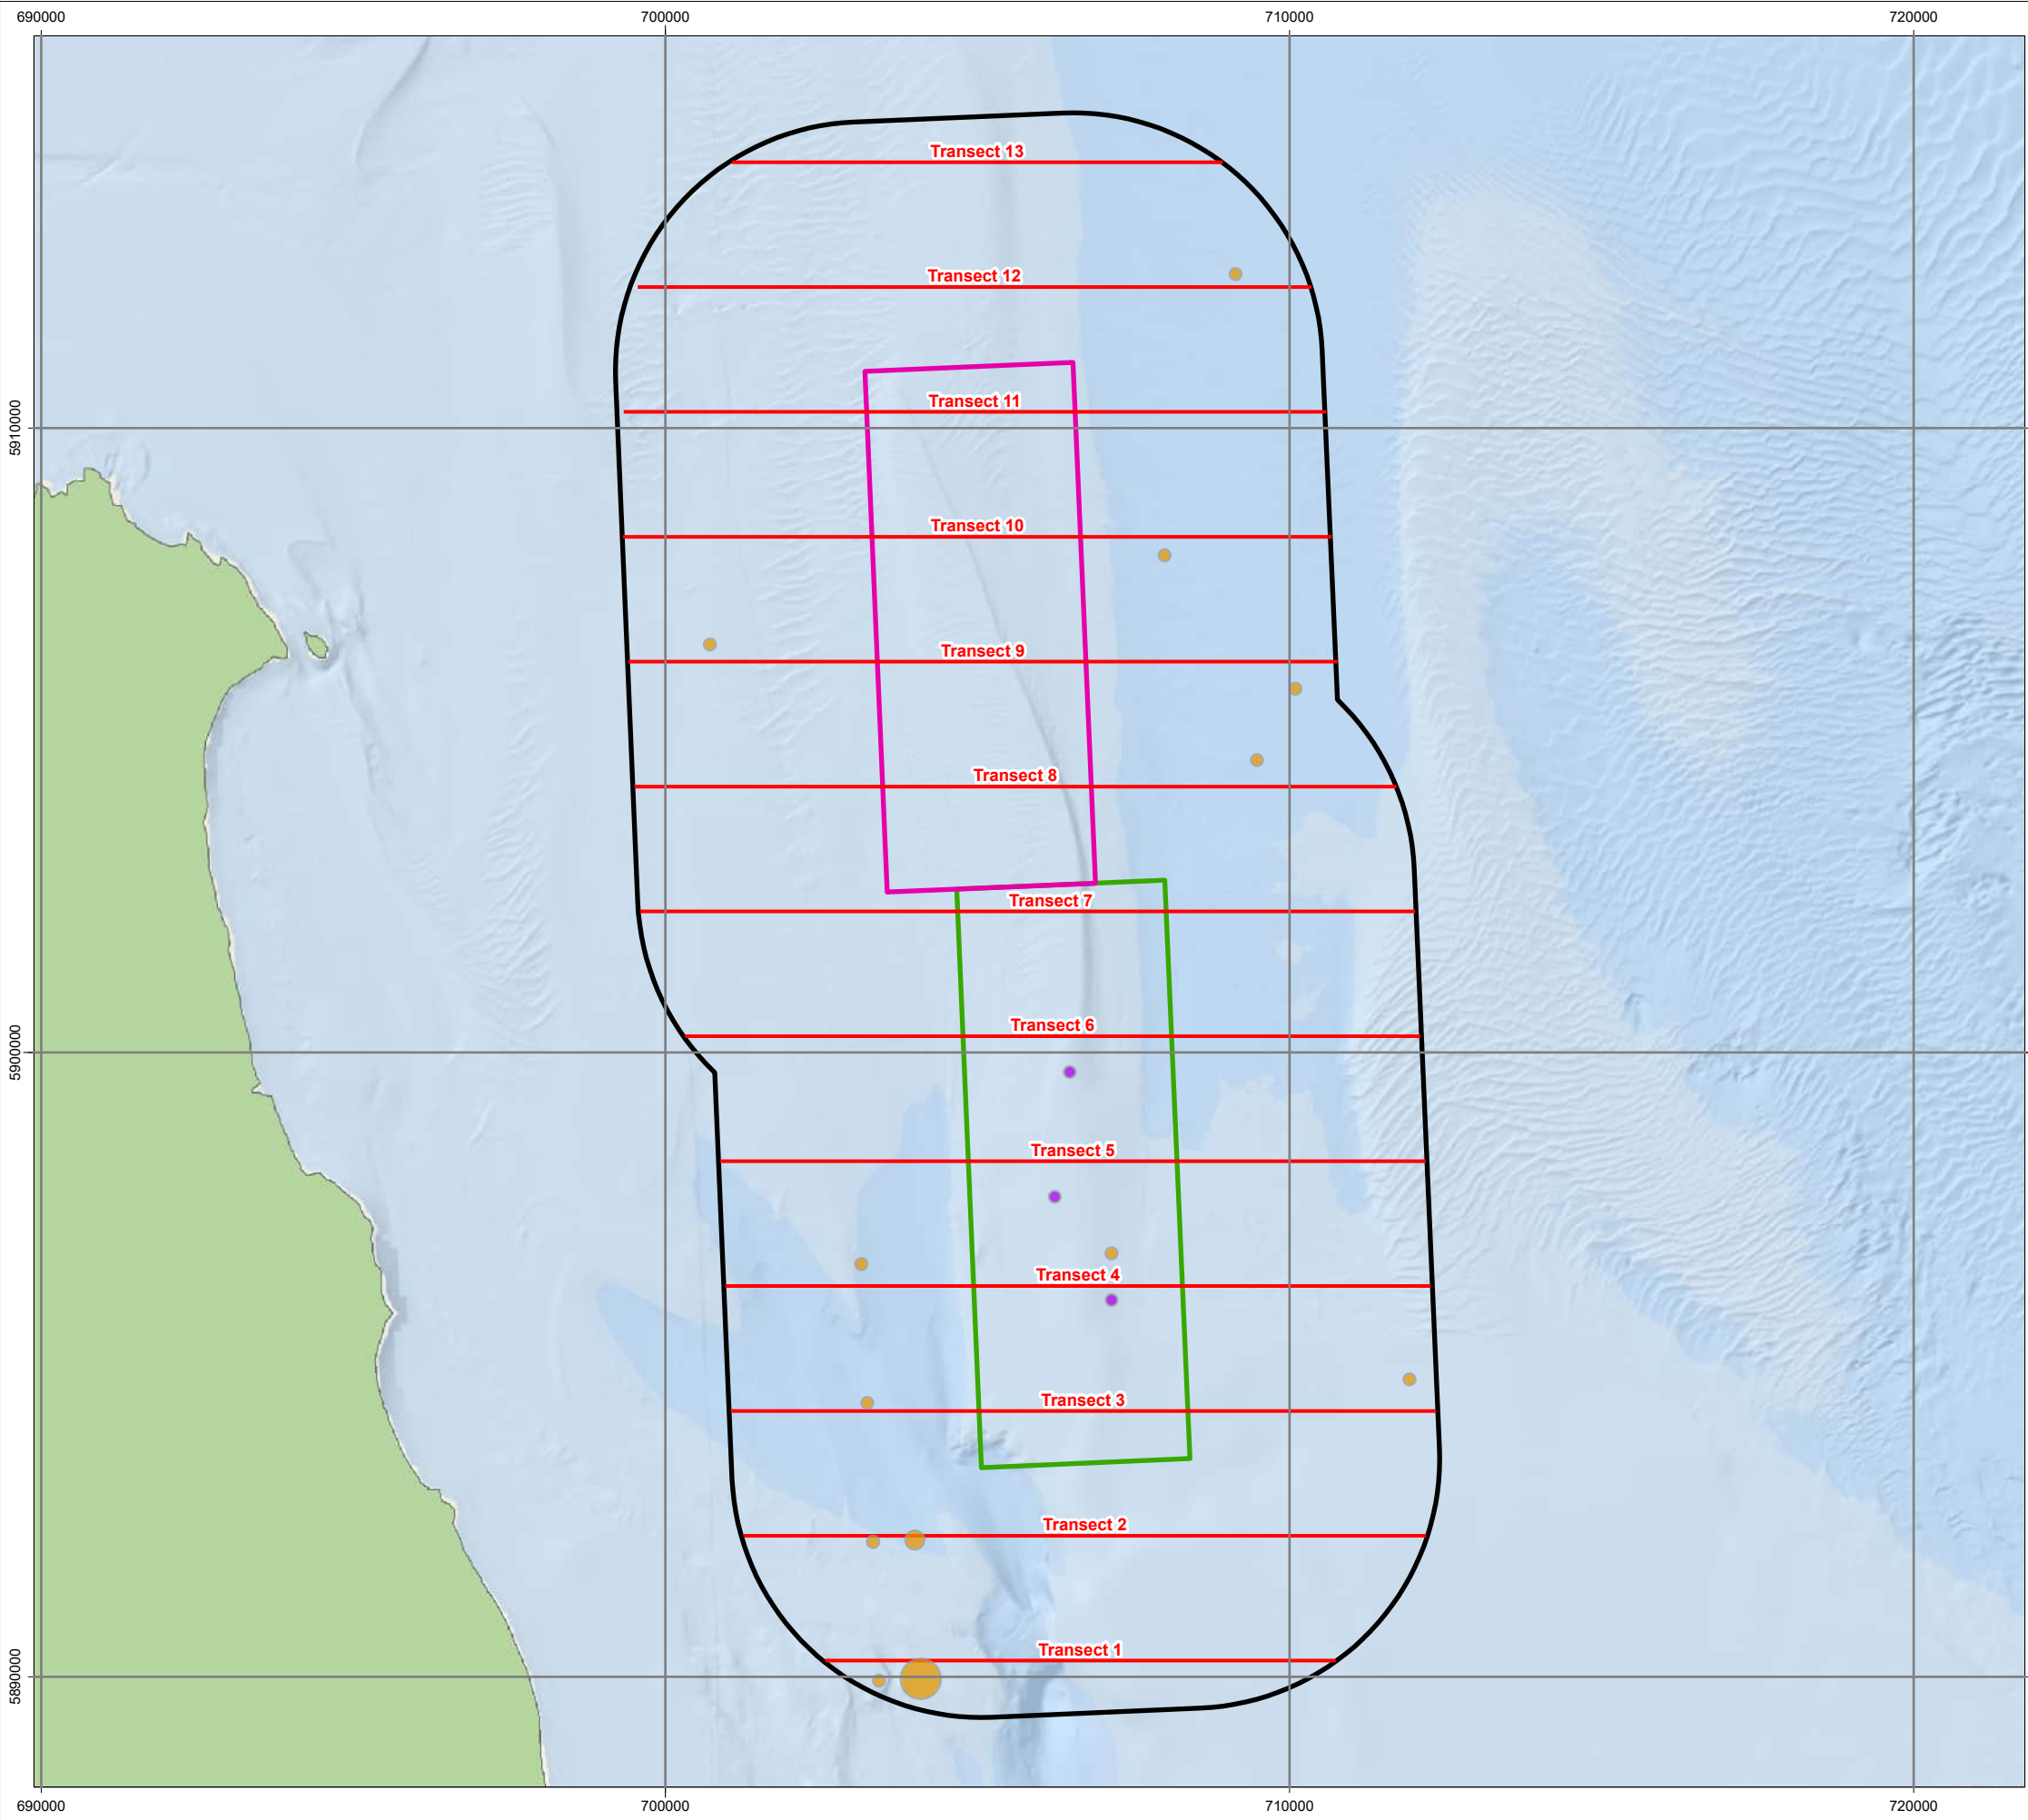 690000 700000 710000 720000
Transect 13
Transect 12
Transect 11
5910000
Transect 10
Transect 9
Transect 8
Transect 7
Transect 6
5900000
Transect 5
Transect 4
Transect 3
Transect 2
Transect 1
5890000
690000 700000 710000 720000